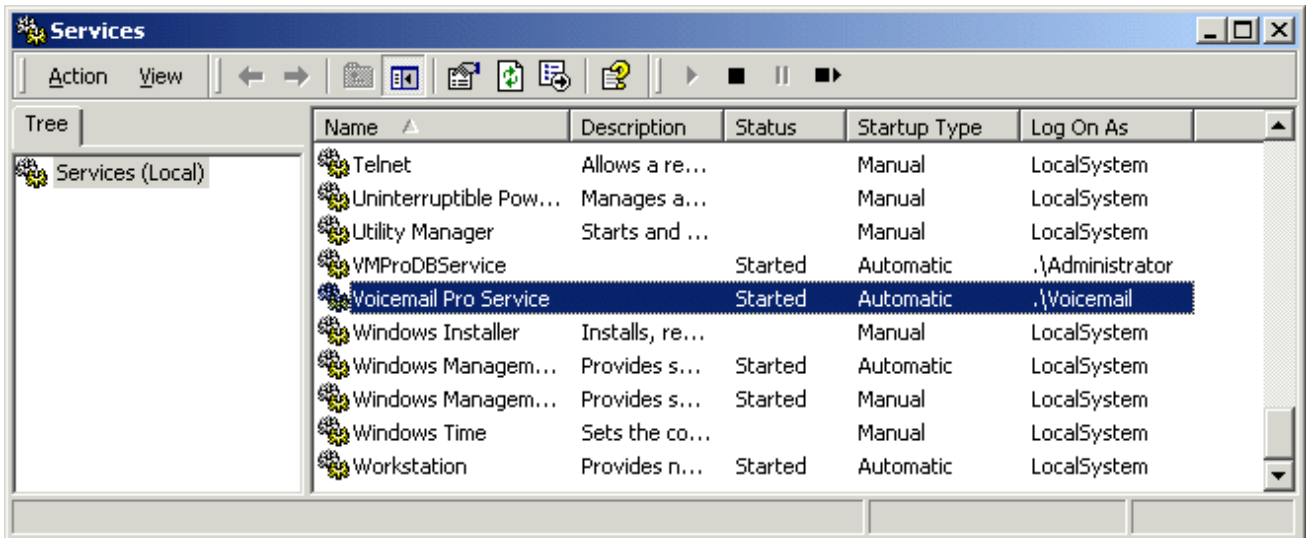 Services
Action View
Tree
Name Description Status Startup Type Log On As
Services (Local)
Telnet Allows a re... Manual LocalSystem
Uninterruptible Pow... Manages a... Manual LocalSystem
Utility Manager Starts and ... Manual LocalSystem
VMProDBService Started Automatic .\Administrator
Voicemail Pro Service Started Automatic .\Voicemail
Windows Installer Installs, re... Manual LocalSystem
Windows Managem... Provides s... Started Automatic LocalSystem
Windows Managem... Provides s... Started Manual LocalSystem
Windows Time Sets the co... Manual LocalSystem
Workstation Provides n... Started Automatic LocalSystem